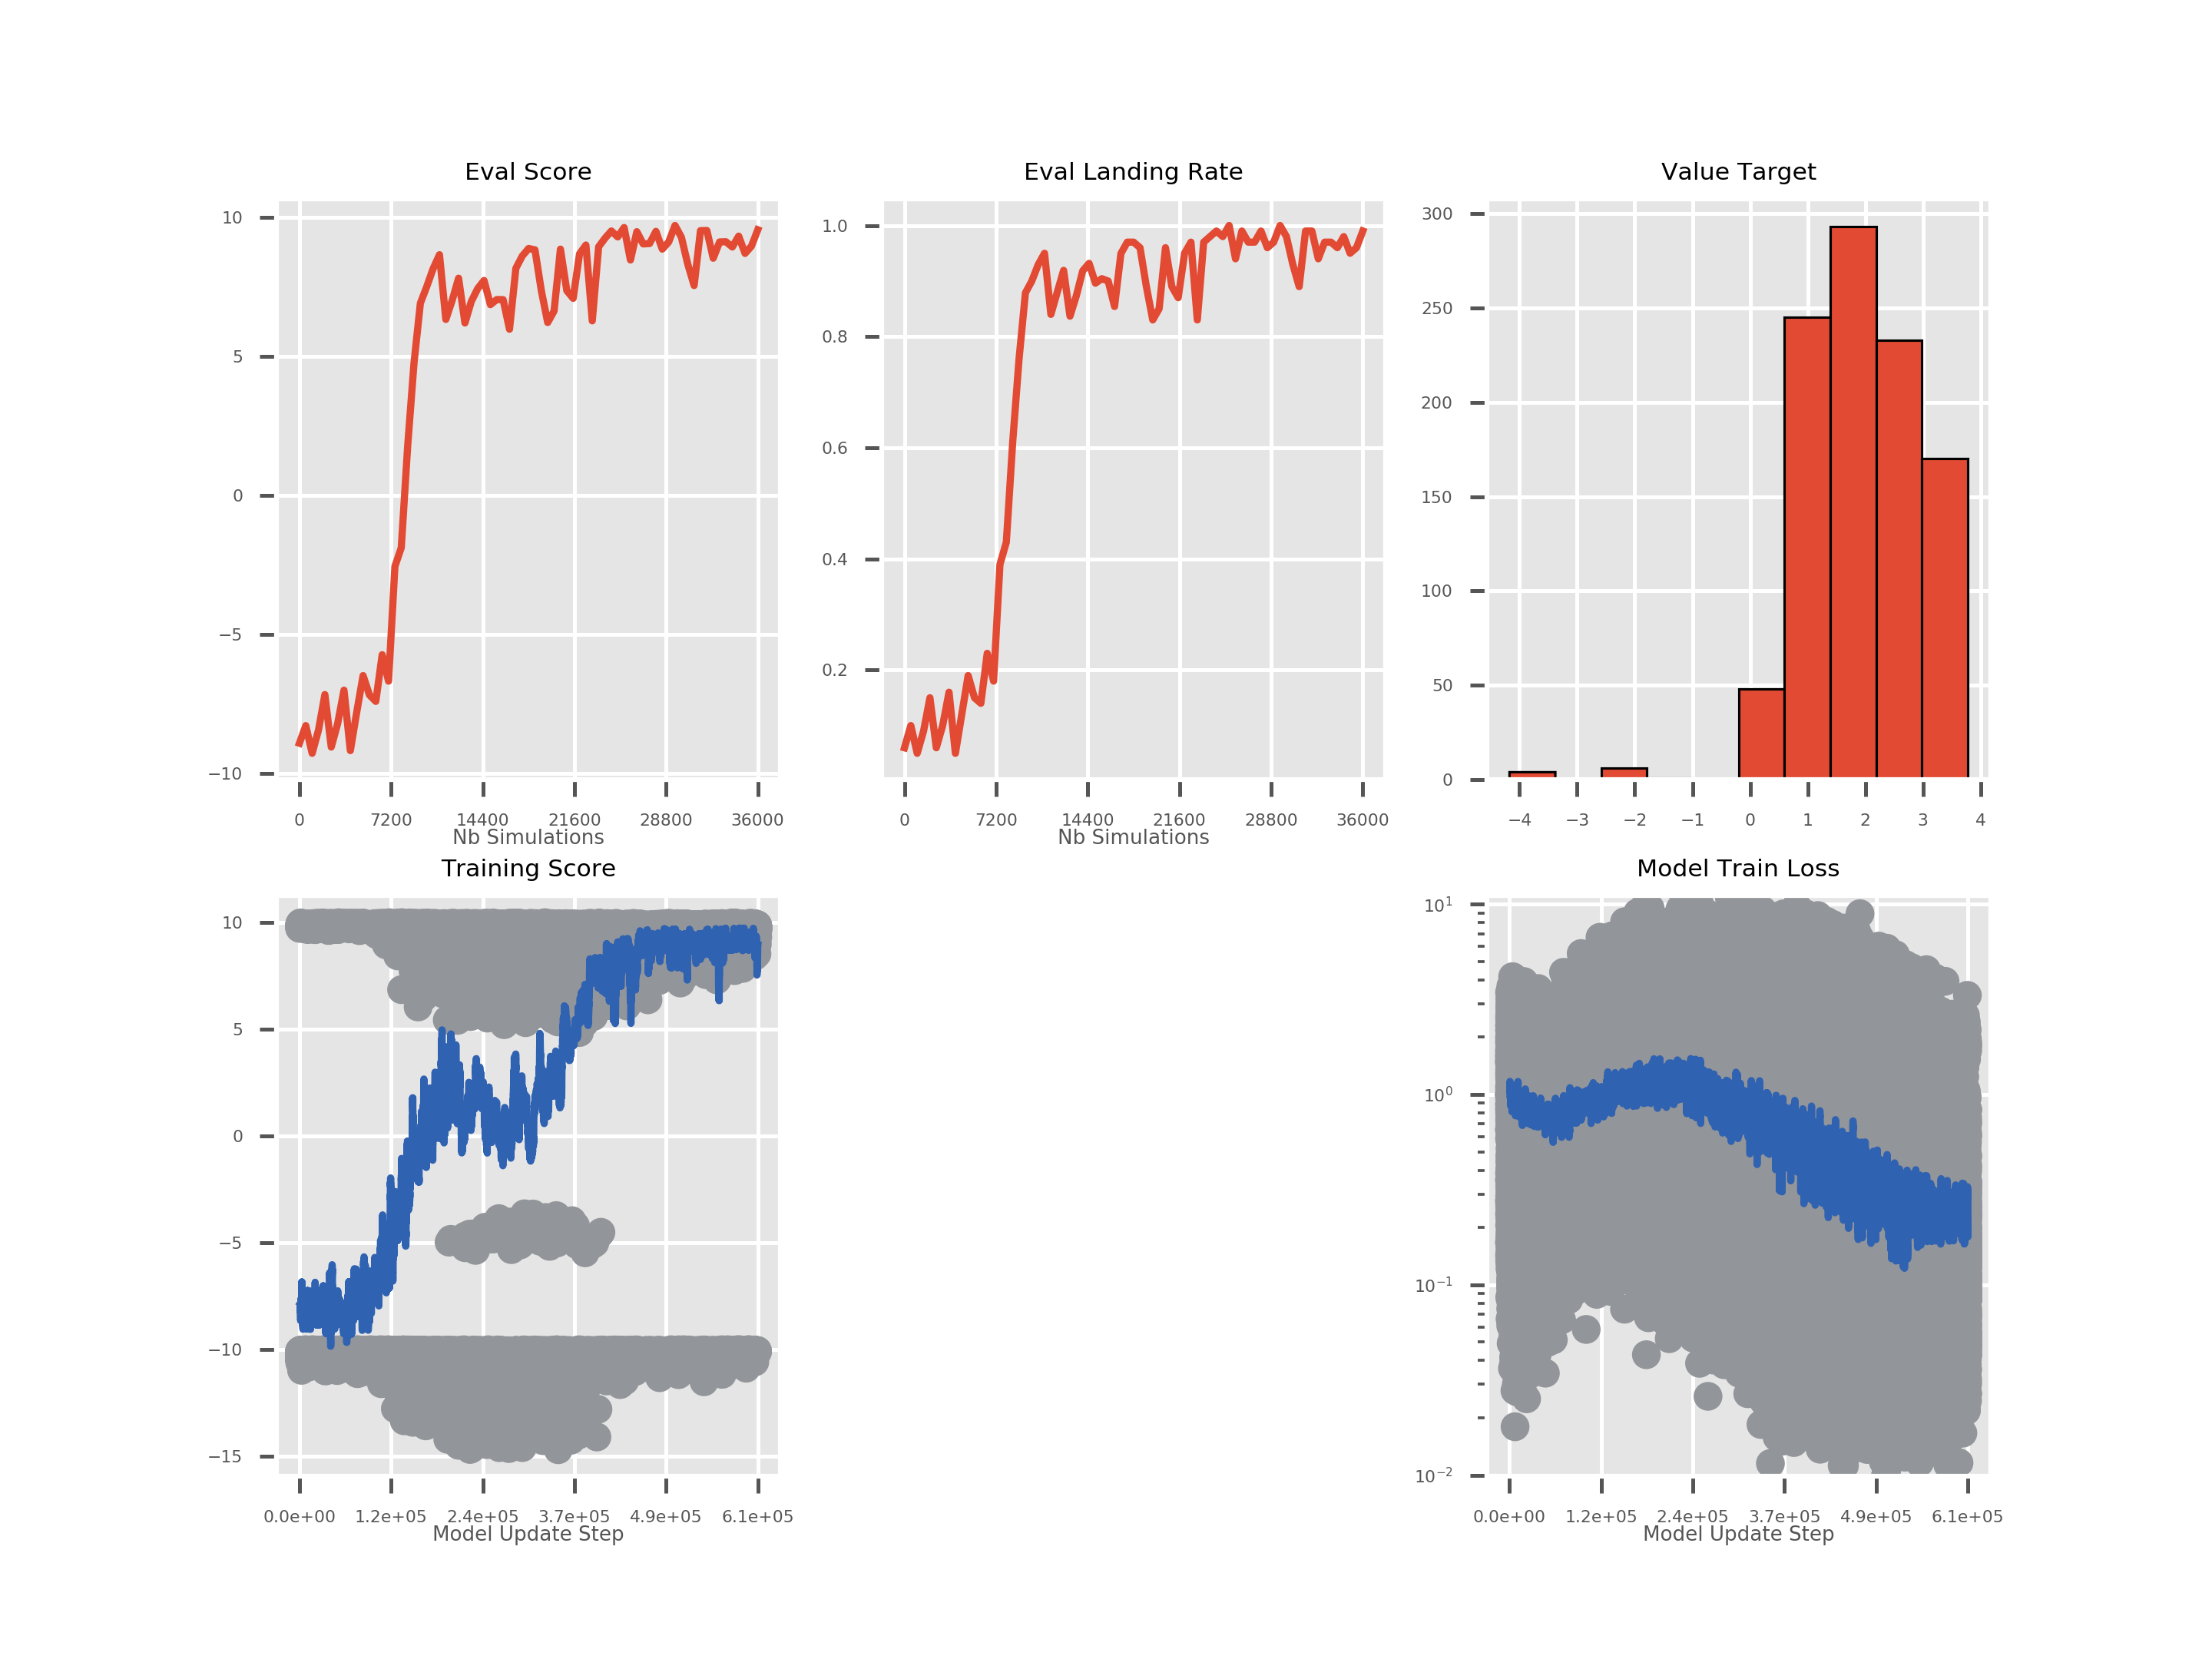 Eval Score
10
5
0
−5
−10
0 7200 14400 21600 28800 36000
Nb Simulations
Eval Landing Rate
1.0
0.8
0.6
0.4
0.2
0 7200 14400 21600 28800 36000
Nb Simulations
Value Target
300
250
200
150
100
50
0
−4 −3 −2 −1 0 1 2 3 4
Training Score
10
5
0
−5
−10
−15
0.0e+00 1.2e+05 2.4e+05 3.7e+05 4.9e+05 6.1e+05
Model Update Step
Model Train Loss
10¹
10⁰
10⁻¹
10⁻²
0.0e+00 1.2e+05 2.4e+05 3.7e+05 4.9e+05 6.1e+05
Model Update Step